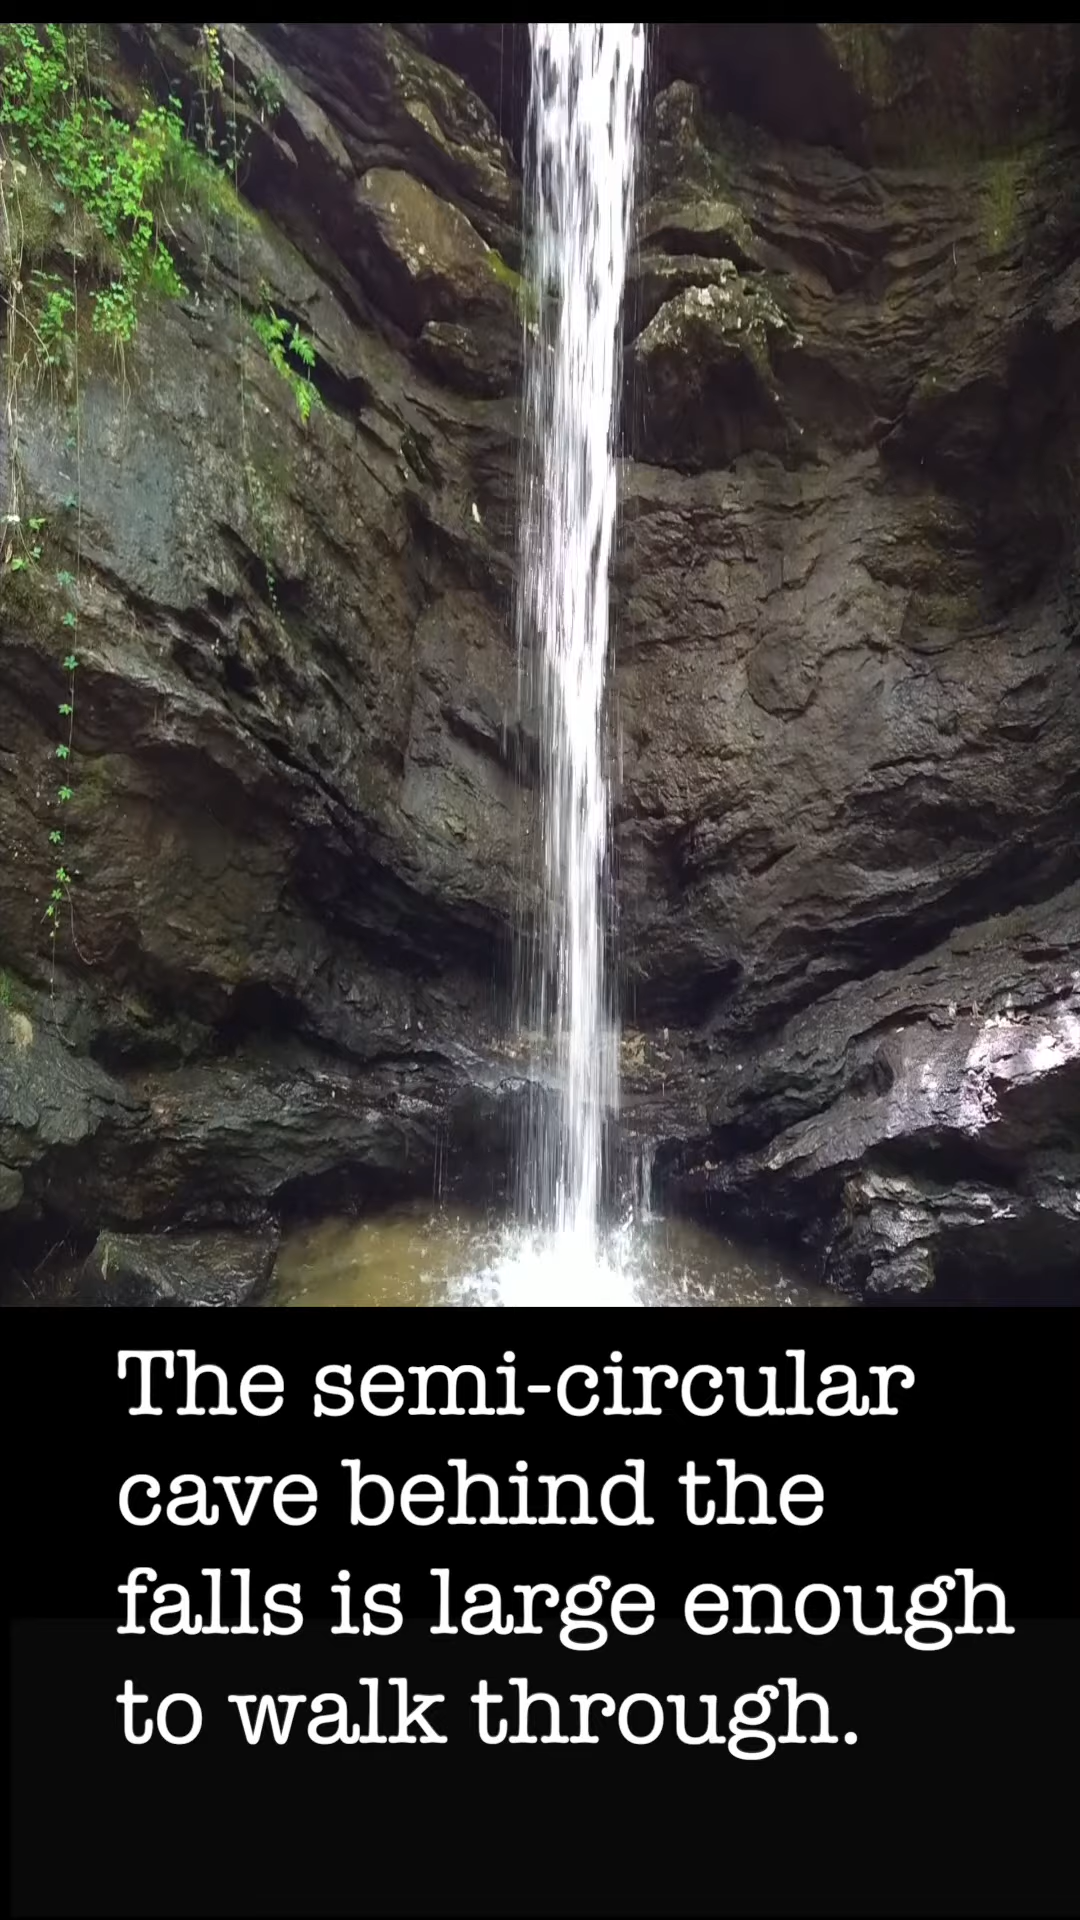 The semi-circular
cave behind the
falls is large enough
to walk through.